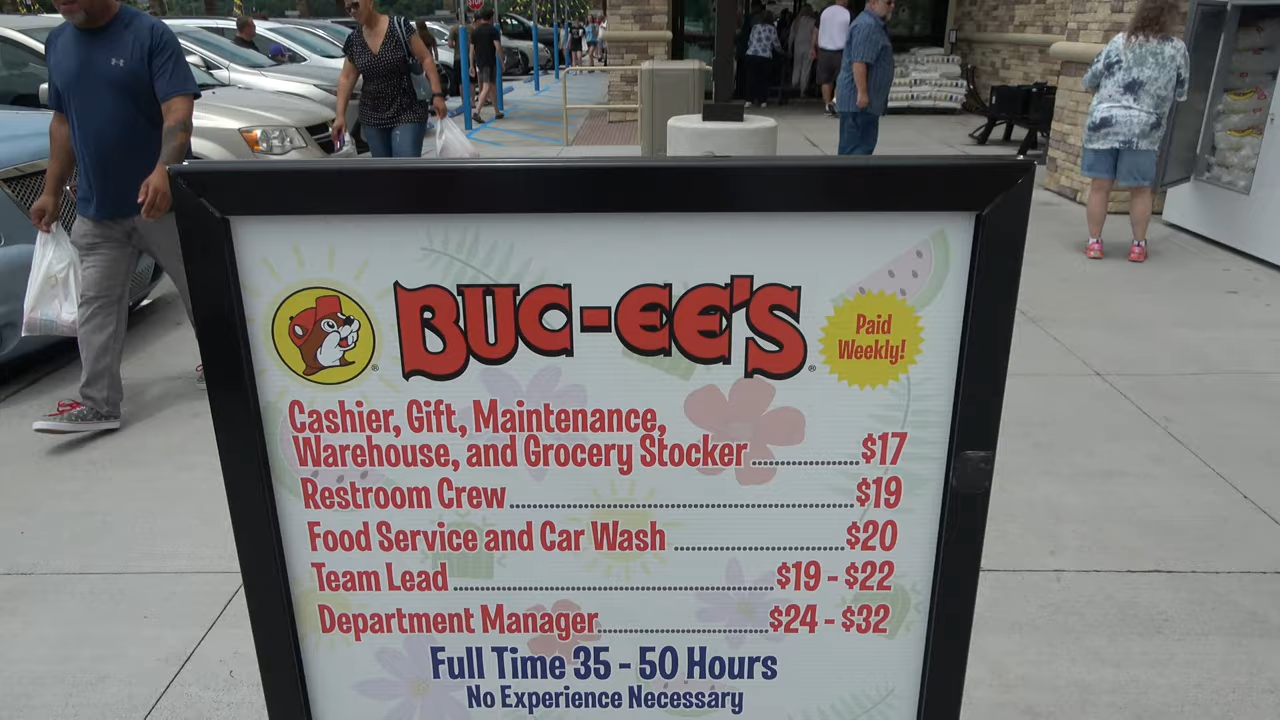 BUC-EE'S
Paid
Weekly!
Cashier, Gift, Maintenance,
Warehouse, and Grocery Stocker..........$17
Restroom Crew..........$19
Food Service and Car Wash..........$20
Team Lead..........$19 - $22
Department Manager..........$24 - $32
Full Time 35 - 50 Hours
No Experience Necessary